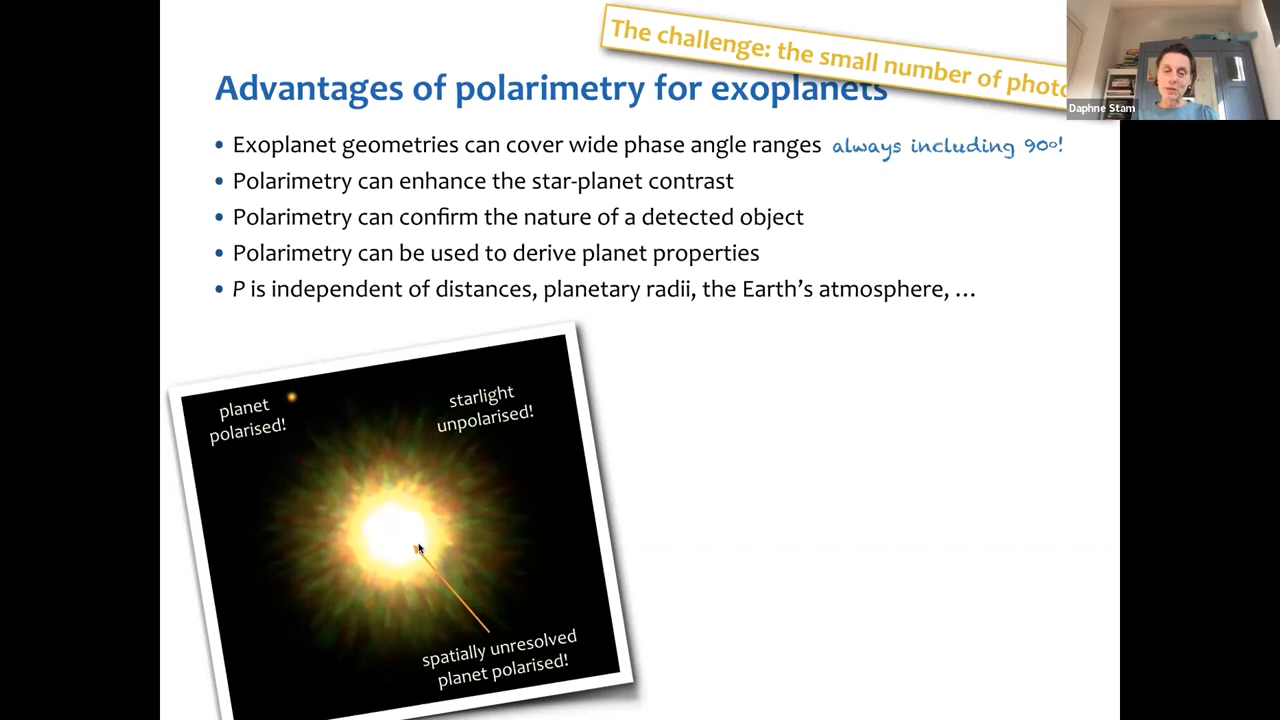 The challenge: the small number of photo
Daphne Stam
Advantages of polarimetry for exoplanets
• Exoplanet geometries can cover wide phase angle ranges always including 90°!
• Polarimetry can enhance the star-planet contrast
• Polarimetry can confirm the nature of a detected object
• Polarimetry can be used to derive planet properties
• P is independent of distances, planetary radii, the Earth's atmosphere, …
planet
polarised!
starlight
unpolarised!
spatially unresolved
planet polarised!